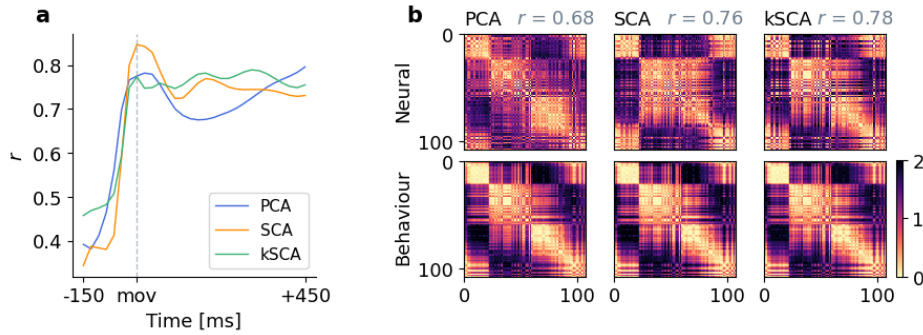 a
r
0.8
0.7
0.6
0.5
0.4
PCA
SCA
kSCA
-150 mov +450
Time [ms]
b
PCA r = 0.68 SCA r = 0.76 kSCA r = 0.78
Neural
0
100
Behaviour
0
100
0 100 0 100 0 100
2
1
0